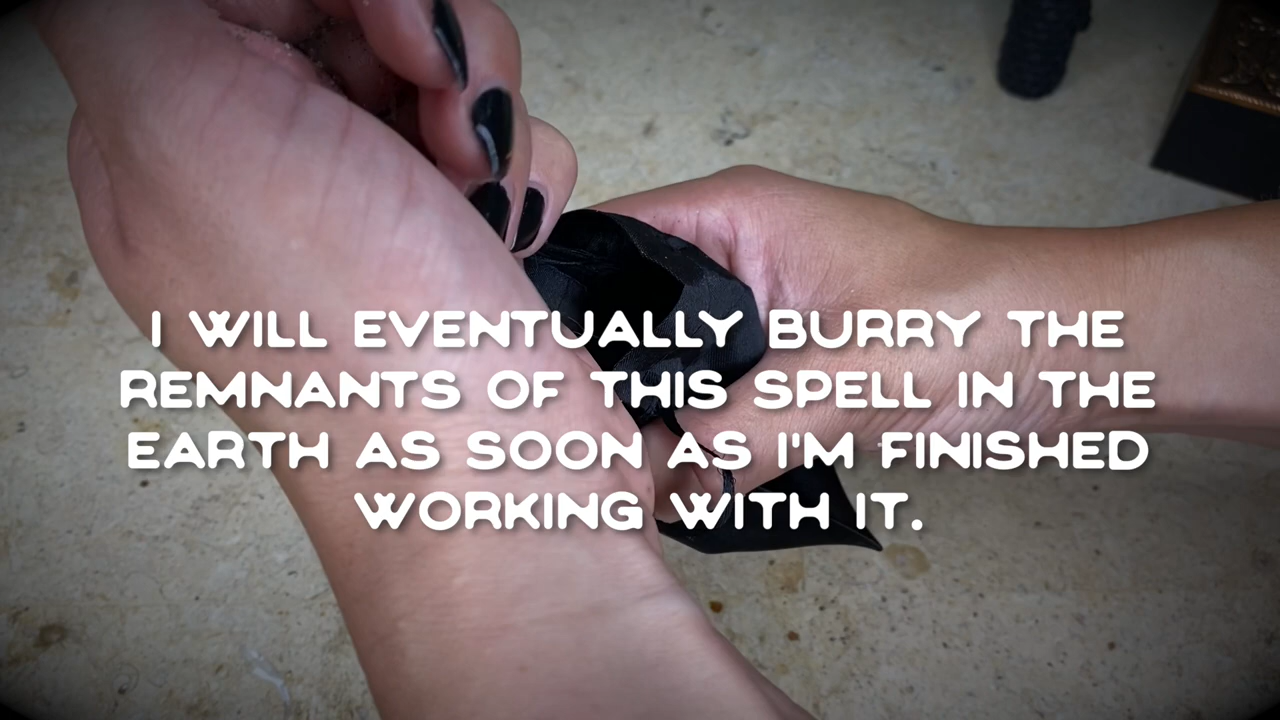 I WILL EVENTUALLY BURRY THE
REMNANTS OF THIS SPELL IN THE
EARTH AS SOON AS I'M FINISHED
WORKING WITH IT.